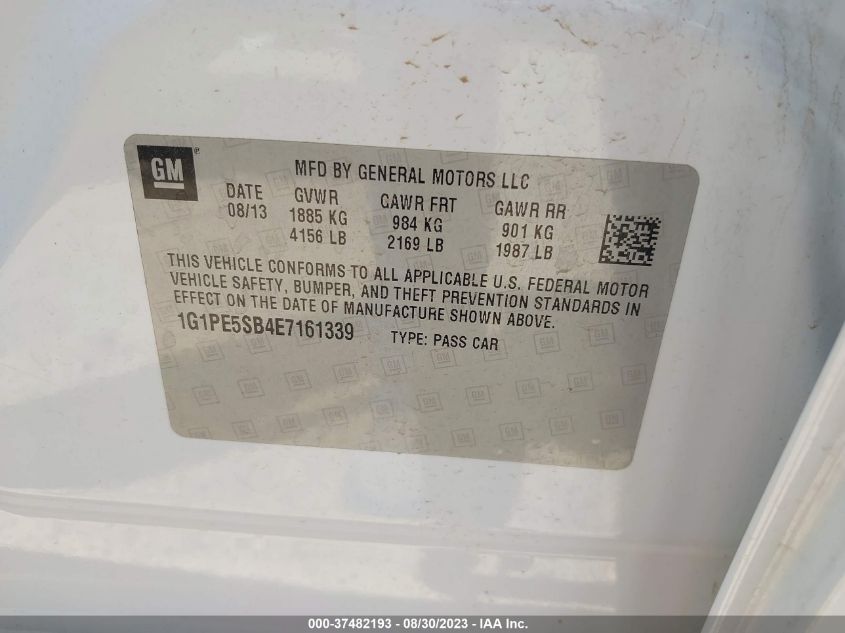 GM
MFD BY GENERAL MOTORS LLC
DATE GVWR GAWR FRT GAWR RR
08/13 1885 KG 984 KG 901 KG
4156 LB 2169 LB 1987 LB
THIS VEHICLE CONFORMS TO ALL APPLICABLE U.S. FEDERAL MOTOR
VEHICLE SAFETY, BUMPER, AND THEFT PREVENTION STANDARDS IN
EFFECT ON THE DATE OF MANUFACTURE SHOWN ABOVE.
1G1PE5SB4E7161339 TYPE: PASS CAR
000-37482193 - 08/30/2023 - IAA Inc.